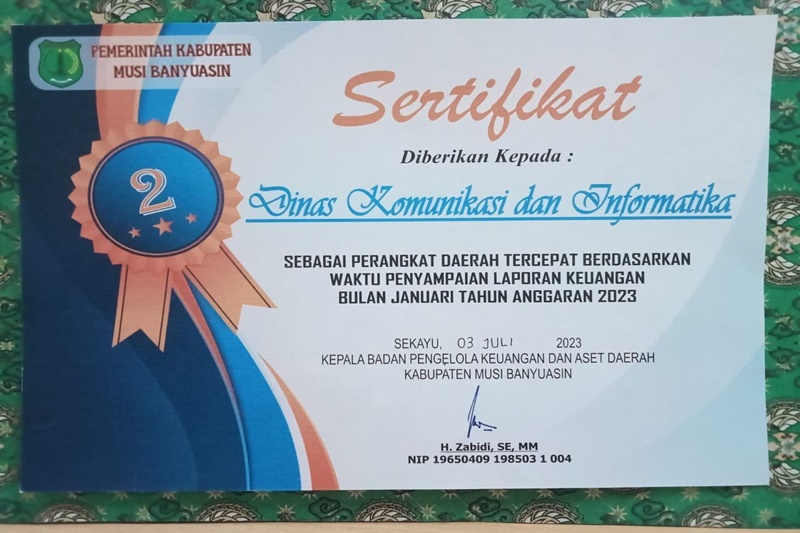 PEMERINTAH KABUPATEN
MUSI BANYUASIN
Sertifikat
Diberikan Kepada :
2
Dinas Komunikasi dan Informatika
SEBAGAI PERANGKAT DAERAH TERCEPAT BERDASARKAN
WAKTU PENYAMPAIAN LAPORAN KEUANGAN
BULAN JANUARI TAHUN ANGGARAN 2023
SEKAYU, 03 JULI 2023
KEPALA BADAN PENGELOLA KEUANGAN DAN ASET DAERAH
KABUPATEN MUSI BANYUASIN
H. Zabidi, SE, MM
NIP 19650409 198503 1 004